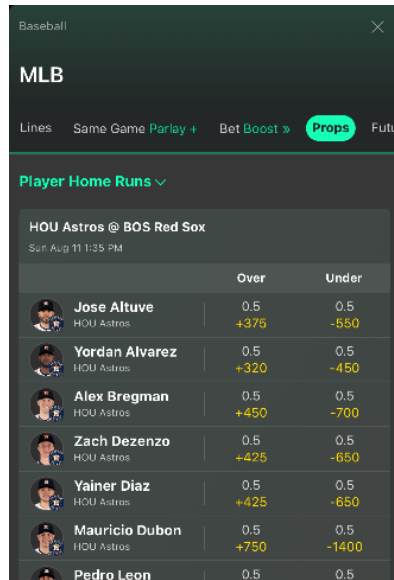 Baseball
MLB
Lines Same Game Parlay + Bet Boost » Props Futu
Player Home Runs
HOU Astros @ BOS Red Sox
Sun Aug 11 1:35 PM
Over Under
Jose Altuve 0.5 0.5
HOU Astros +375 -550
Yordan Alvarez 0.5 0.5
HOU Astros +320 -450
Alex Bregman 0.5 0.5
HOU Astros +450 -700
Zach Dezenzo 0.5 0.5
HOU Astros +425 -650
Yainer Diaz 0.5 0.5
HOU Astros +425 -650
Mauricio Dubon 0.5 0.5
HOU Astros +750 -1400
Pedro Leon 0.5 0.5